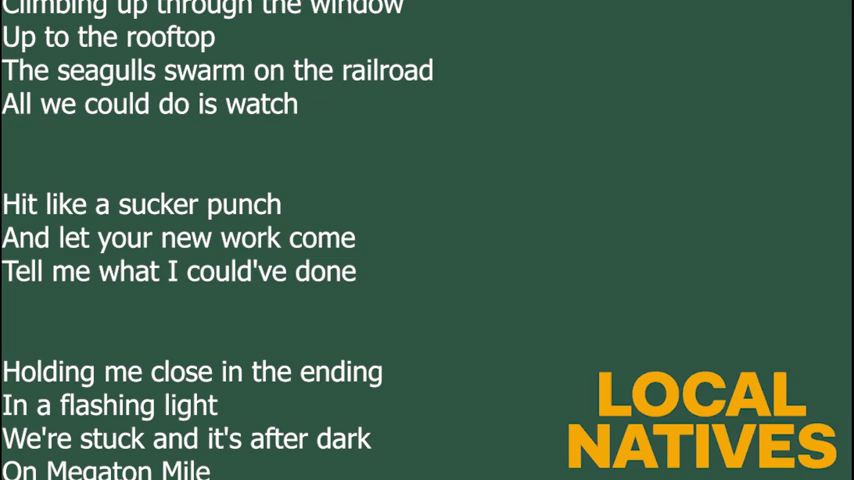 Climbing up through the window
Up to the rooftop
The seagulls swarm on the railroad
All we could do is watch
Hit like a sucker punch
And let your new work come
Tell me what I could've done
Holding me close in the ending
In a flashing light
We're stuck and it's after dark
On Megaton Mile
LOCAL
NATIVES